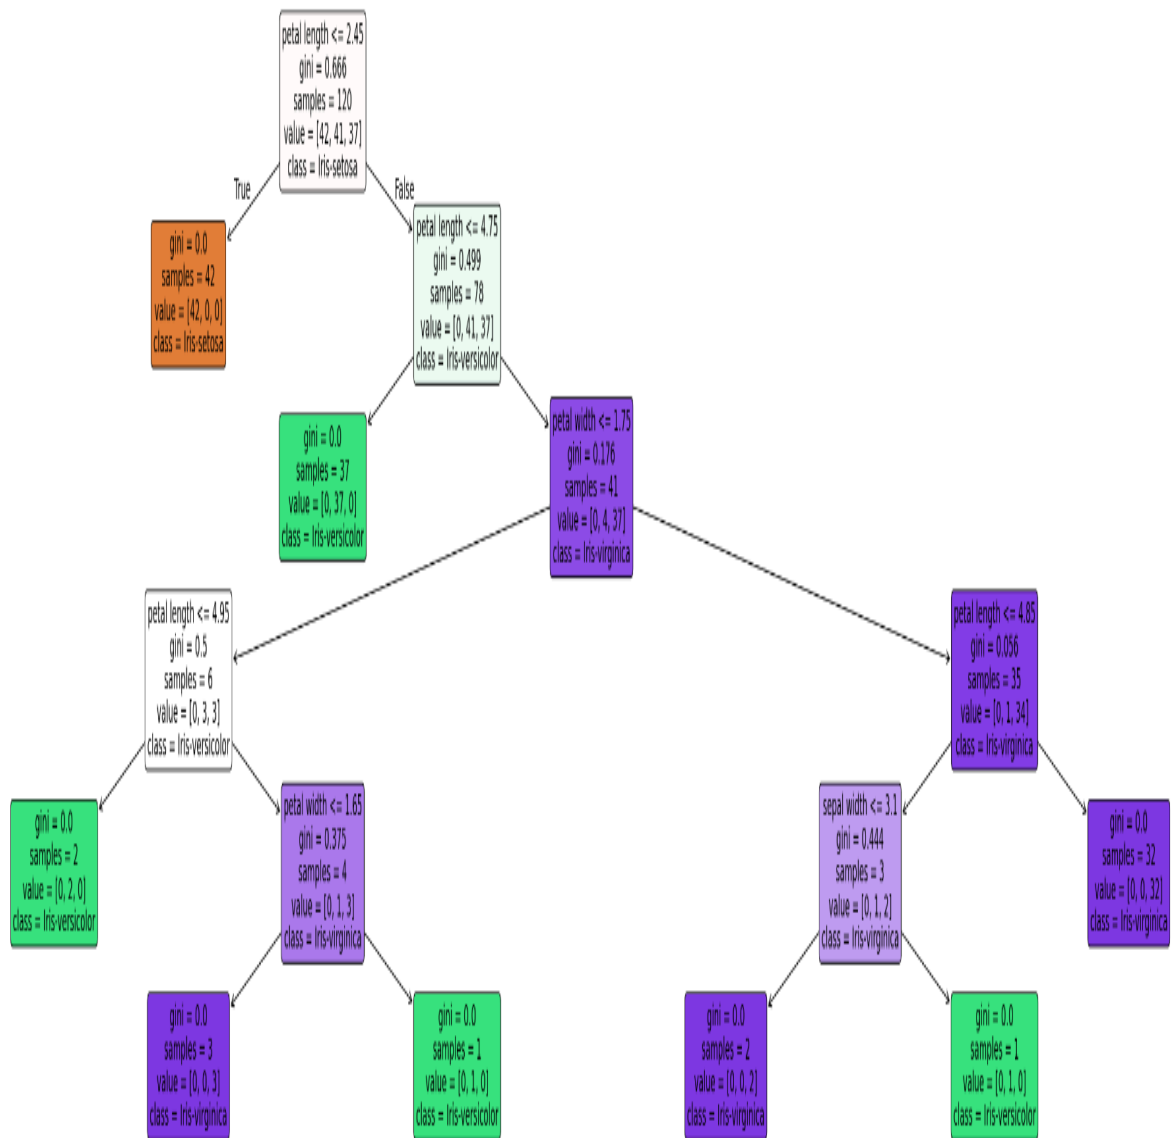 petal length <= 2.45
gini = 0.666
samples = 120
value = [42, 41, 37]
class = Iris-setosa
True
False
gini = 0.0
samples = 42
value = [42, 0, 0]
class = Iris-setosa
petal length <= 4.75
gini = 0.499
samples = 78
value = [0, 41, 37]
class = Iris-versicolor
gini = 0.0
samples = 37
value = [0, 37, 0]
class = Iris-versicolor
petal width <= 1.75
gini = 0.176
samples = 41
value = [0, 4, 37]
class = Iris-virginica
petal length <= 4.95
gini = 0.5
samples = 6
value = [0, 3, 3]
class = Iris-versicolor
petal length <= 4.85
gini = 0.056
samples = 35
value = [0, 1, 34]
class = Iris-virginica
gini = 0.0
samples = 2
value = [0, 2, 0]
class = Iris-versicolor
petal width <= 1.65
gini = 0.375
samples = 4
value = [0, 1, 3]
class = Iris-virginica
sepal width <= 3.1
gini = 0.444
samples = 3
value = [0, 1, 2]
class = Iris-virginica
gini = 0.0
samples = 32
value = [0, 0, 32]
class = Iris-virginica
gini = 0.0
samples = 3
value = [0, 0, 3]
class = Iris-virginica
gini = 0.0
samples = 1
value = [0, 1, 0]
class = Iris-versicolor
gini = 0.0
samples = 2
value = [0, 0, 2]
class = Iris-virginica
gini = 0.0
samples = 1
value = [0, 1, 0]
class = Iris-versicolor